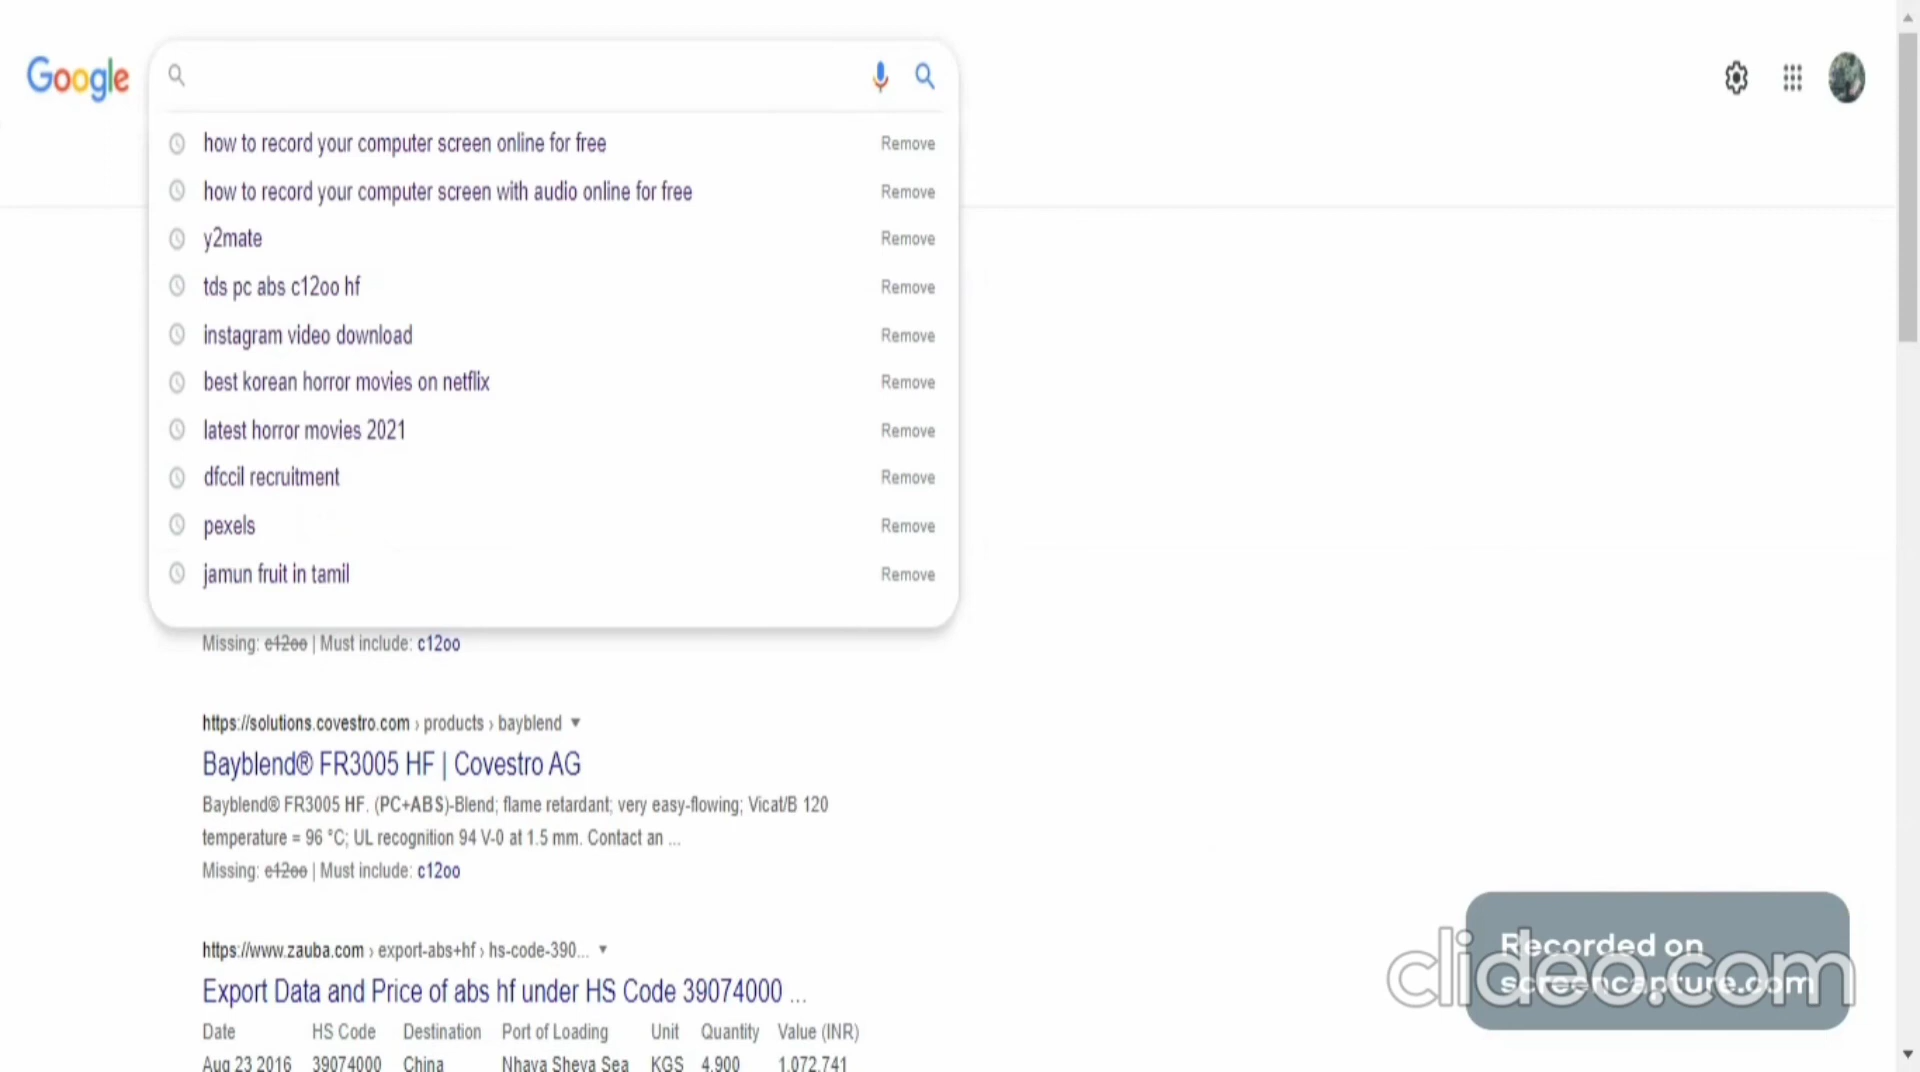 Google
how to record your computer screen online for free Remove
how to record your computer screen with audio online for free Remove
y2mate Remove
tds pc abs c12oo hf Remove
instagram video download Remove
best korean horror movies on netflix Remove
latest horror movies 2021 Remove
dfccil recruitment Remove
pexels Remove
jamun fruit in tamil Remove
Missing: c12oo | Must include: c12oo
https://solutions.covestro.com › products › bayblend
Bayblend® FR3005 HF | Covestro AG
Bayblend® FR3005 HF. (PC+ABS)-Blend; flame retardant; very easy-flowing; Vicat/B 120
temperature = 96 °C; UL recognition 94 V-0 at 1.5 mm. Contact an ...
Missing: c12oo | Must include: c12oo
https://www.zauba.com › export-abs+hf › hs-code-390...
Export Data and Price of abs hf under HS Code 39074000 ...
Date HS Code Destination Port of Loading Unit Quantity Value (INR)
Aug 23 2016 39074000 China Nhava Sheva Sea KGS 4,900 1,072,741
Recorded on
screencapture.com
clideo.com